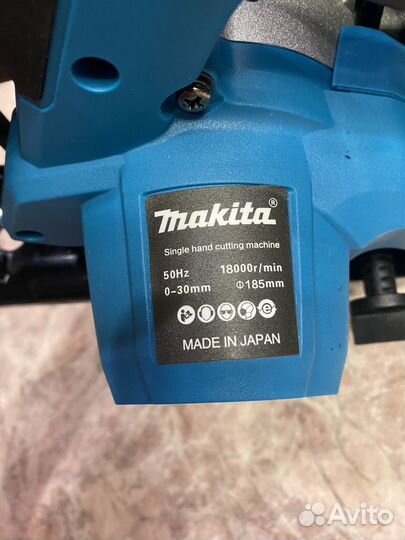 makita®
Single hand cutting machine
50Hz 18000r/min
0-30mm Φ185mm
MADE IN JAPAN
Avito